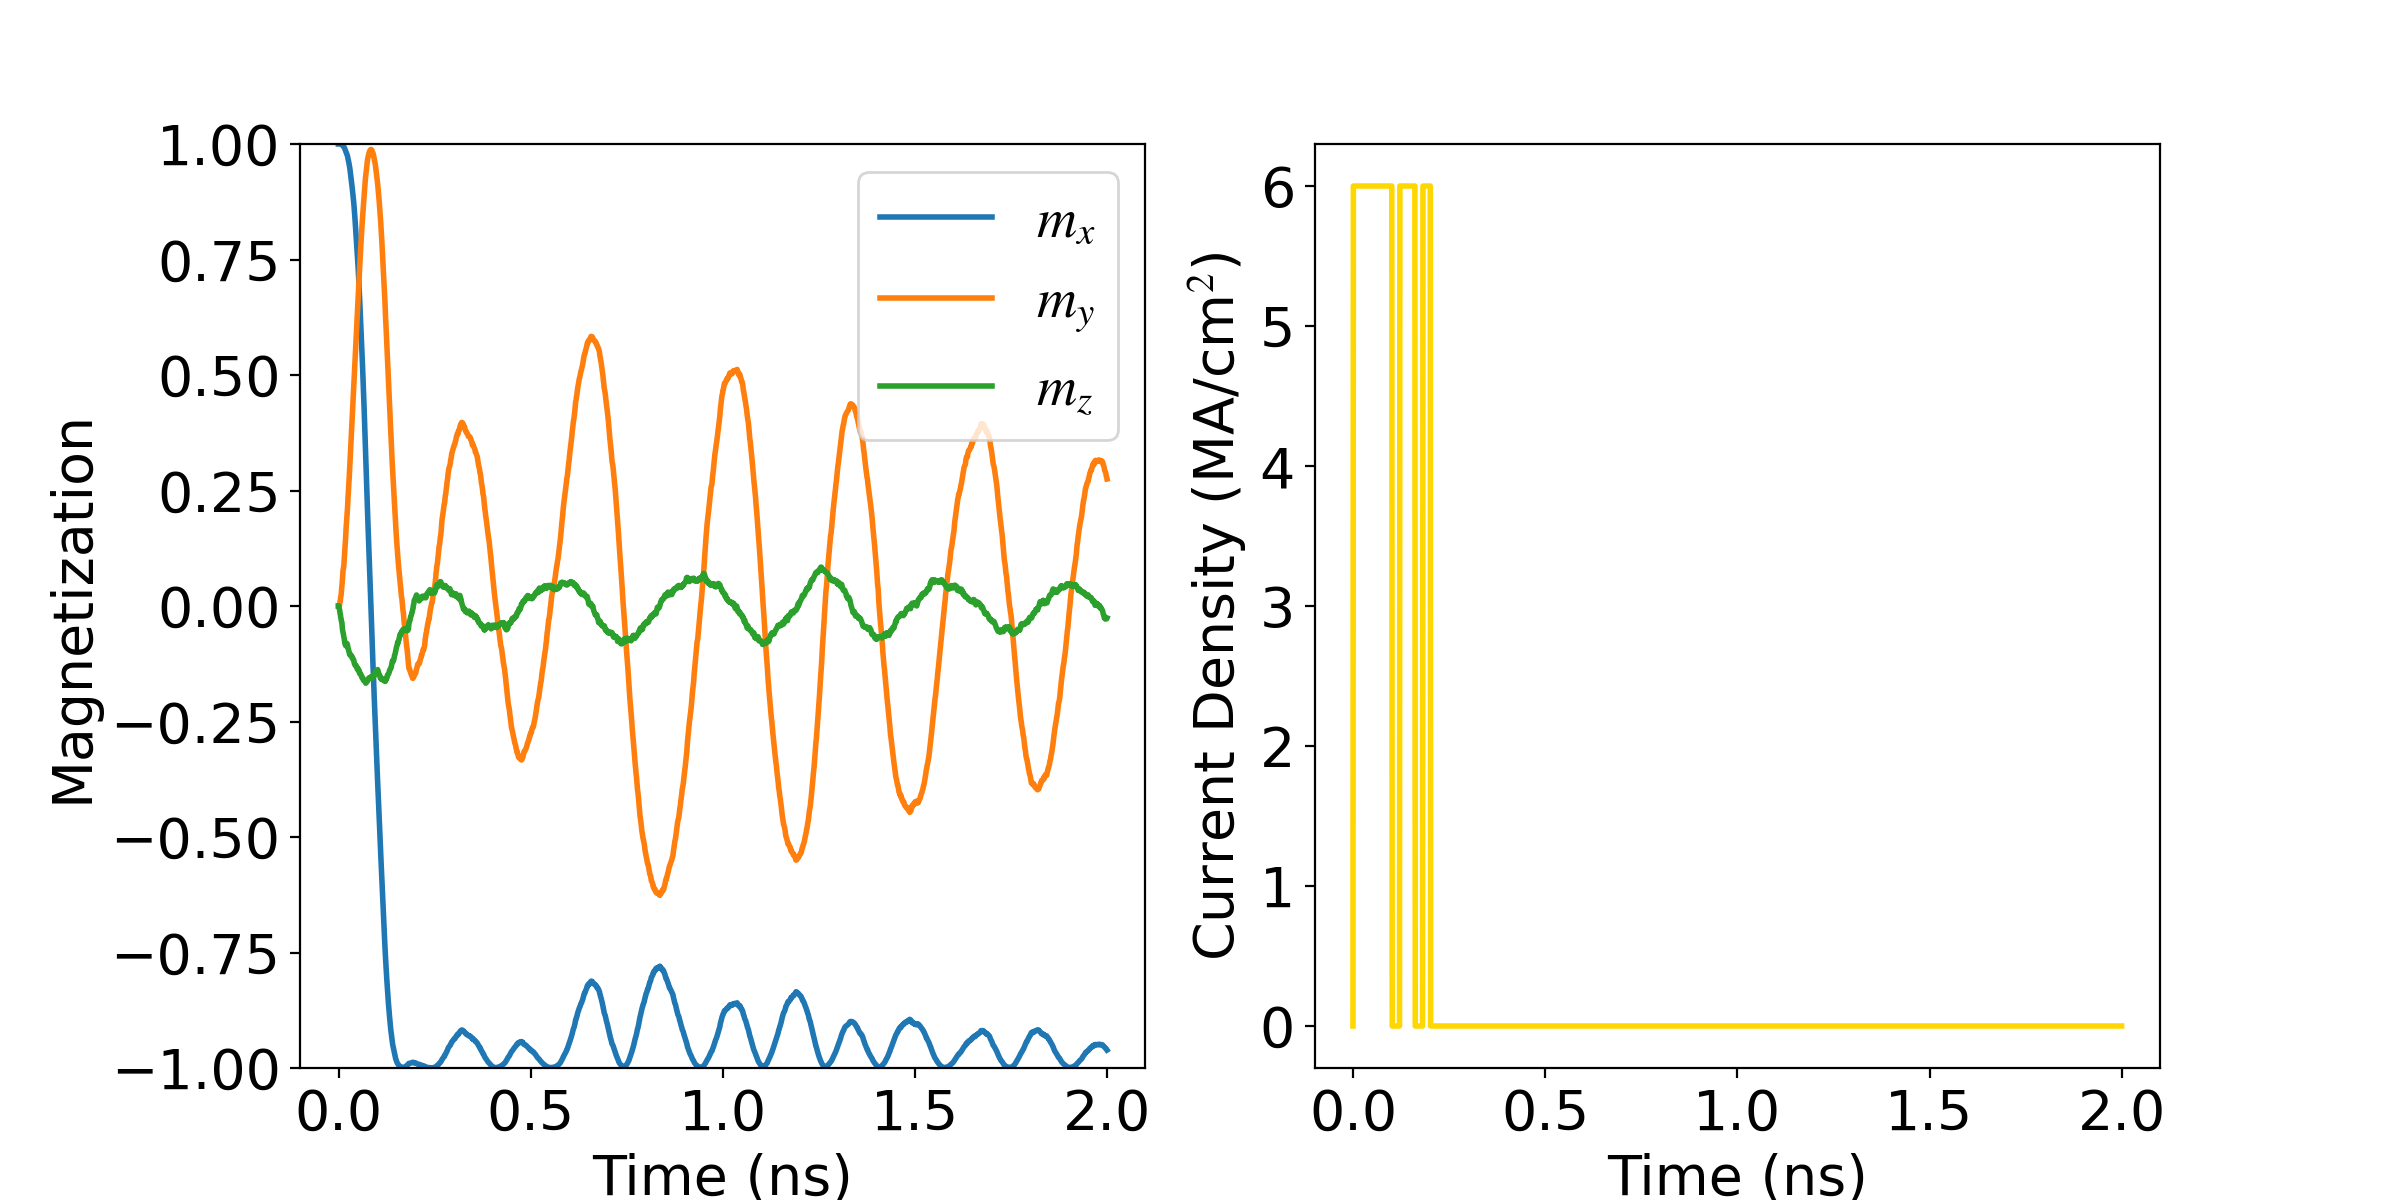 1.00
0.75
0.50
0.25
0.00
−0.25
−0.50
−0.75
−1.00
Magnetization
0.0 0.5 1.0 1.5 2.0
Time (ns)
m_x
m_y
m_z
6
5
4
3
2
1
0
Current Density (MA/cm²)
0.0 0.5 1.0 1.5 2.0
Time (ns)